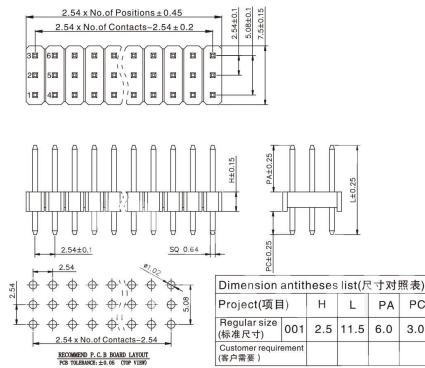 2.54 x No.of Positions±0.45
2.54 x No.of Contacts-2.54±0.2
2.54±0.1
5.08±0.1
7.5±0.15
3 6
2 5
1 4
H±0.15
PA±0.25
L±0.25
PC±0.25
2.54±0.1
SQ 0.64
2.54
ø1.02
2.54
5.08
2.54 x No.of Contacts-2.54
RECOMMEND P.C.B BOARD LAYOUT
PCB TOLERANCE:±0.05 (TOP VIEW)
Dimension antitheses list(尺寸对照表)
Project(项目) H L PA PC
Regular size (标准尺寸) 001 2.5 11.5 6.0 3.0
Customer requirement
(客户需要)